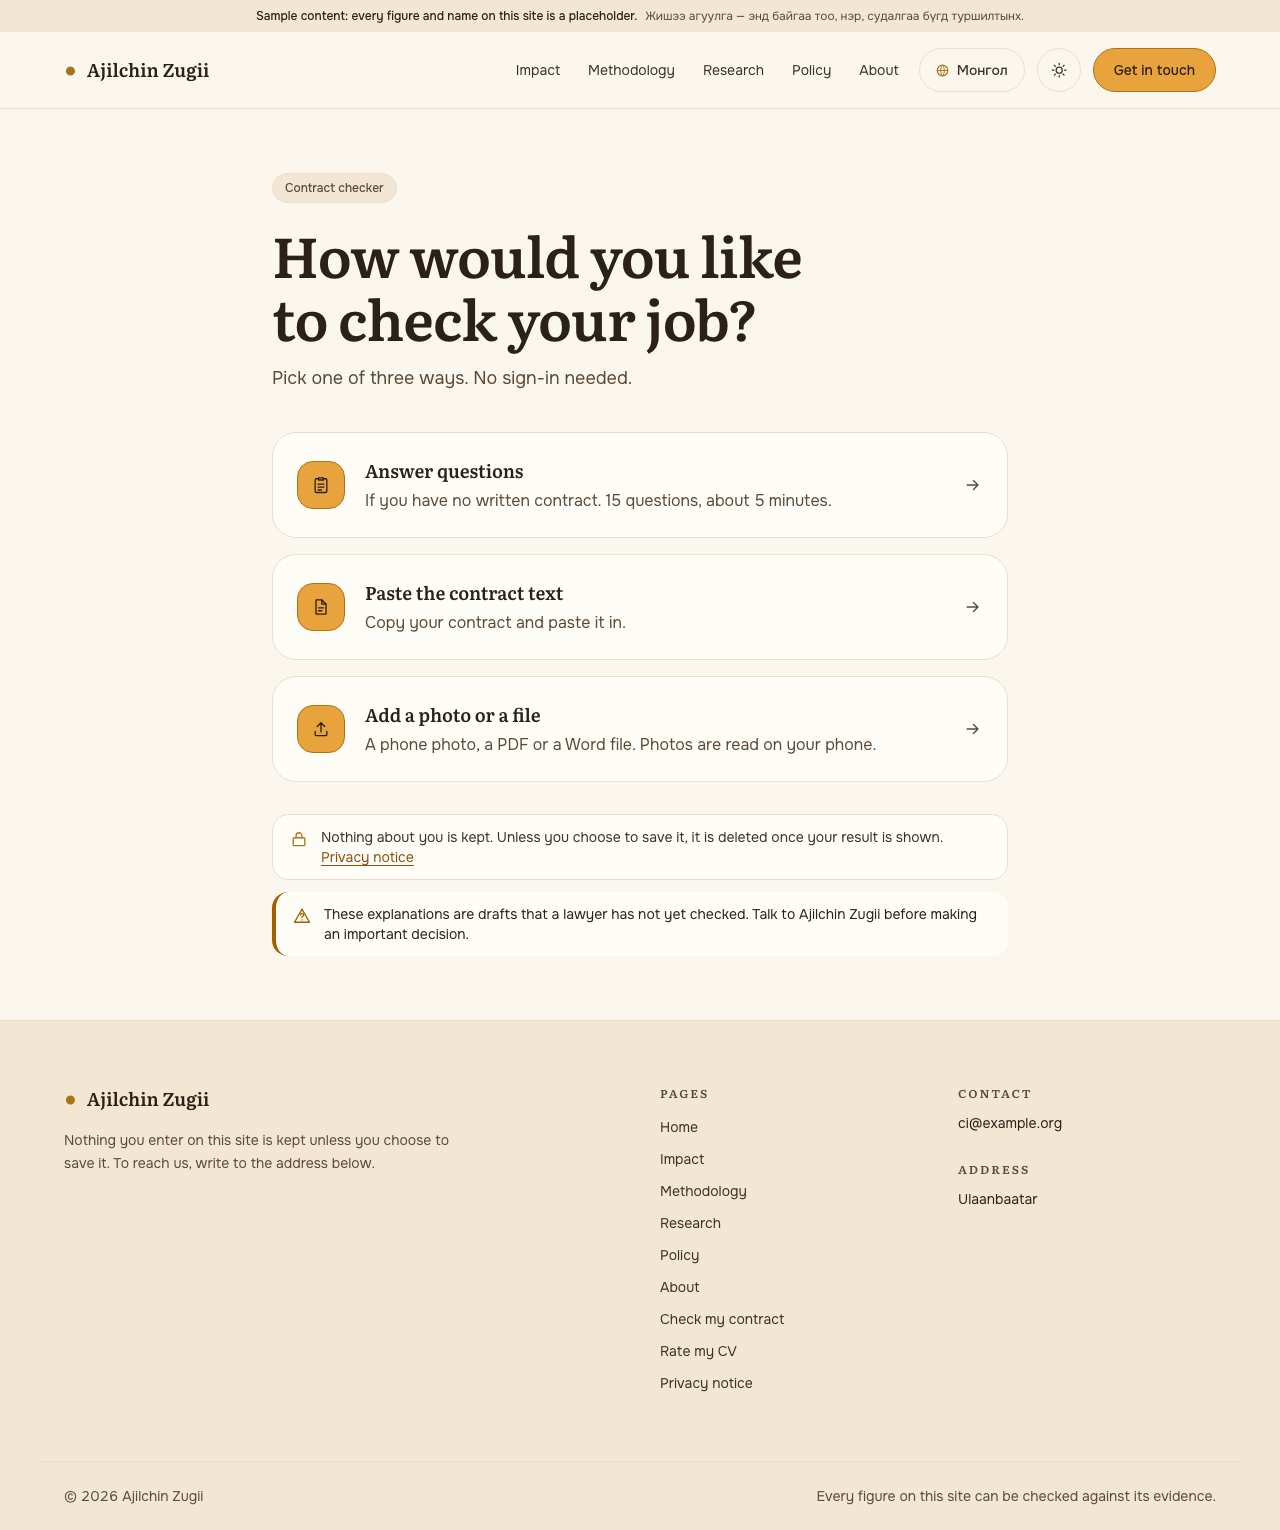 Sample content: every figure and name on this site is a placeholder. Жишээ агуулга — энд байгаа тоо, нэр, судалгаа бүгд туршилтынх.
Ajilchin Zugii
Impact
Methodology
Research
Policy
About
Монгол
Get in touch
Contract checker
How would you like
to check your job?
Pick one of three ways. No sign-in needed.
Answer questions
If you have no written contract. 15 questions, about 5 minutes.
Paste the contract text
Copy your contract and paste it in.
Add a photo or a file
A phone photo, a PDF or a Word file. Photos are read on your phone.
Nothing about you is kept. Unless you choose to save it, it is deleted once your result is shown.
Privacy notice
These explanations are drafts that a lawyer has not yet checked. Talk to Ajilchin Zugii before making
an important decision.
Ajilchin Zugii
Nothing you enter on this site is kept unless you choose to
save it. To reach us, write to the address below.
PAGES
Home
Impact
Methodology
Research
Policy
About
Check my contract
Rate my CV
Privacy notice
CONTACT
ci@example.org
ADDRESS
Ulaanbaatar
© 2026 Ajilchin Zugii
Every figure on this site can be checked against its evidence.